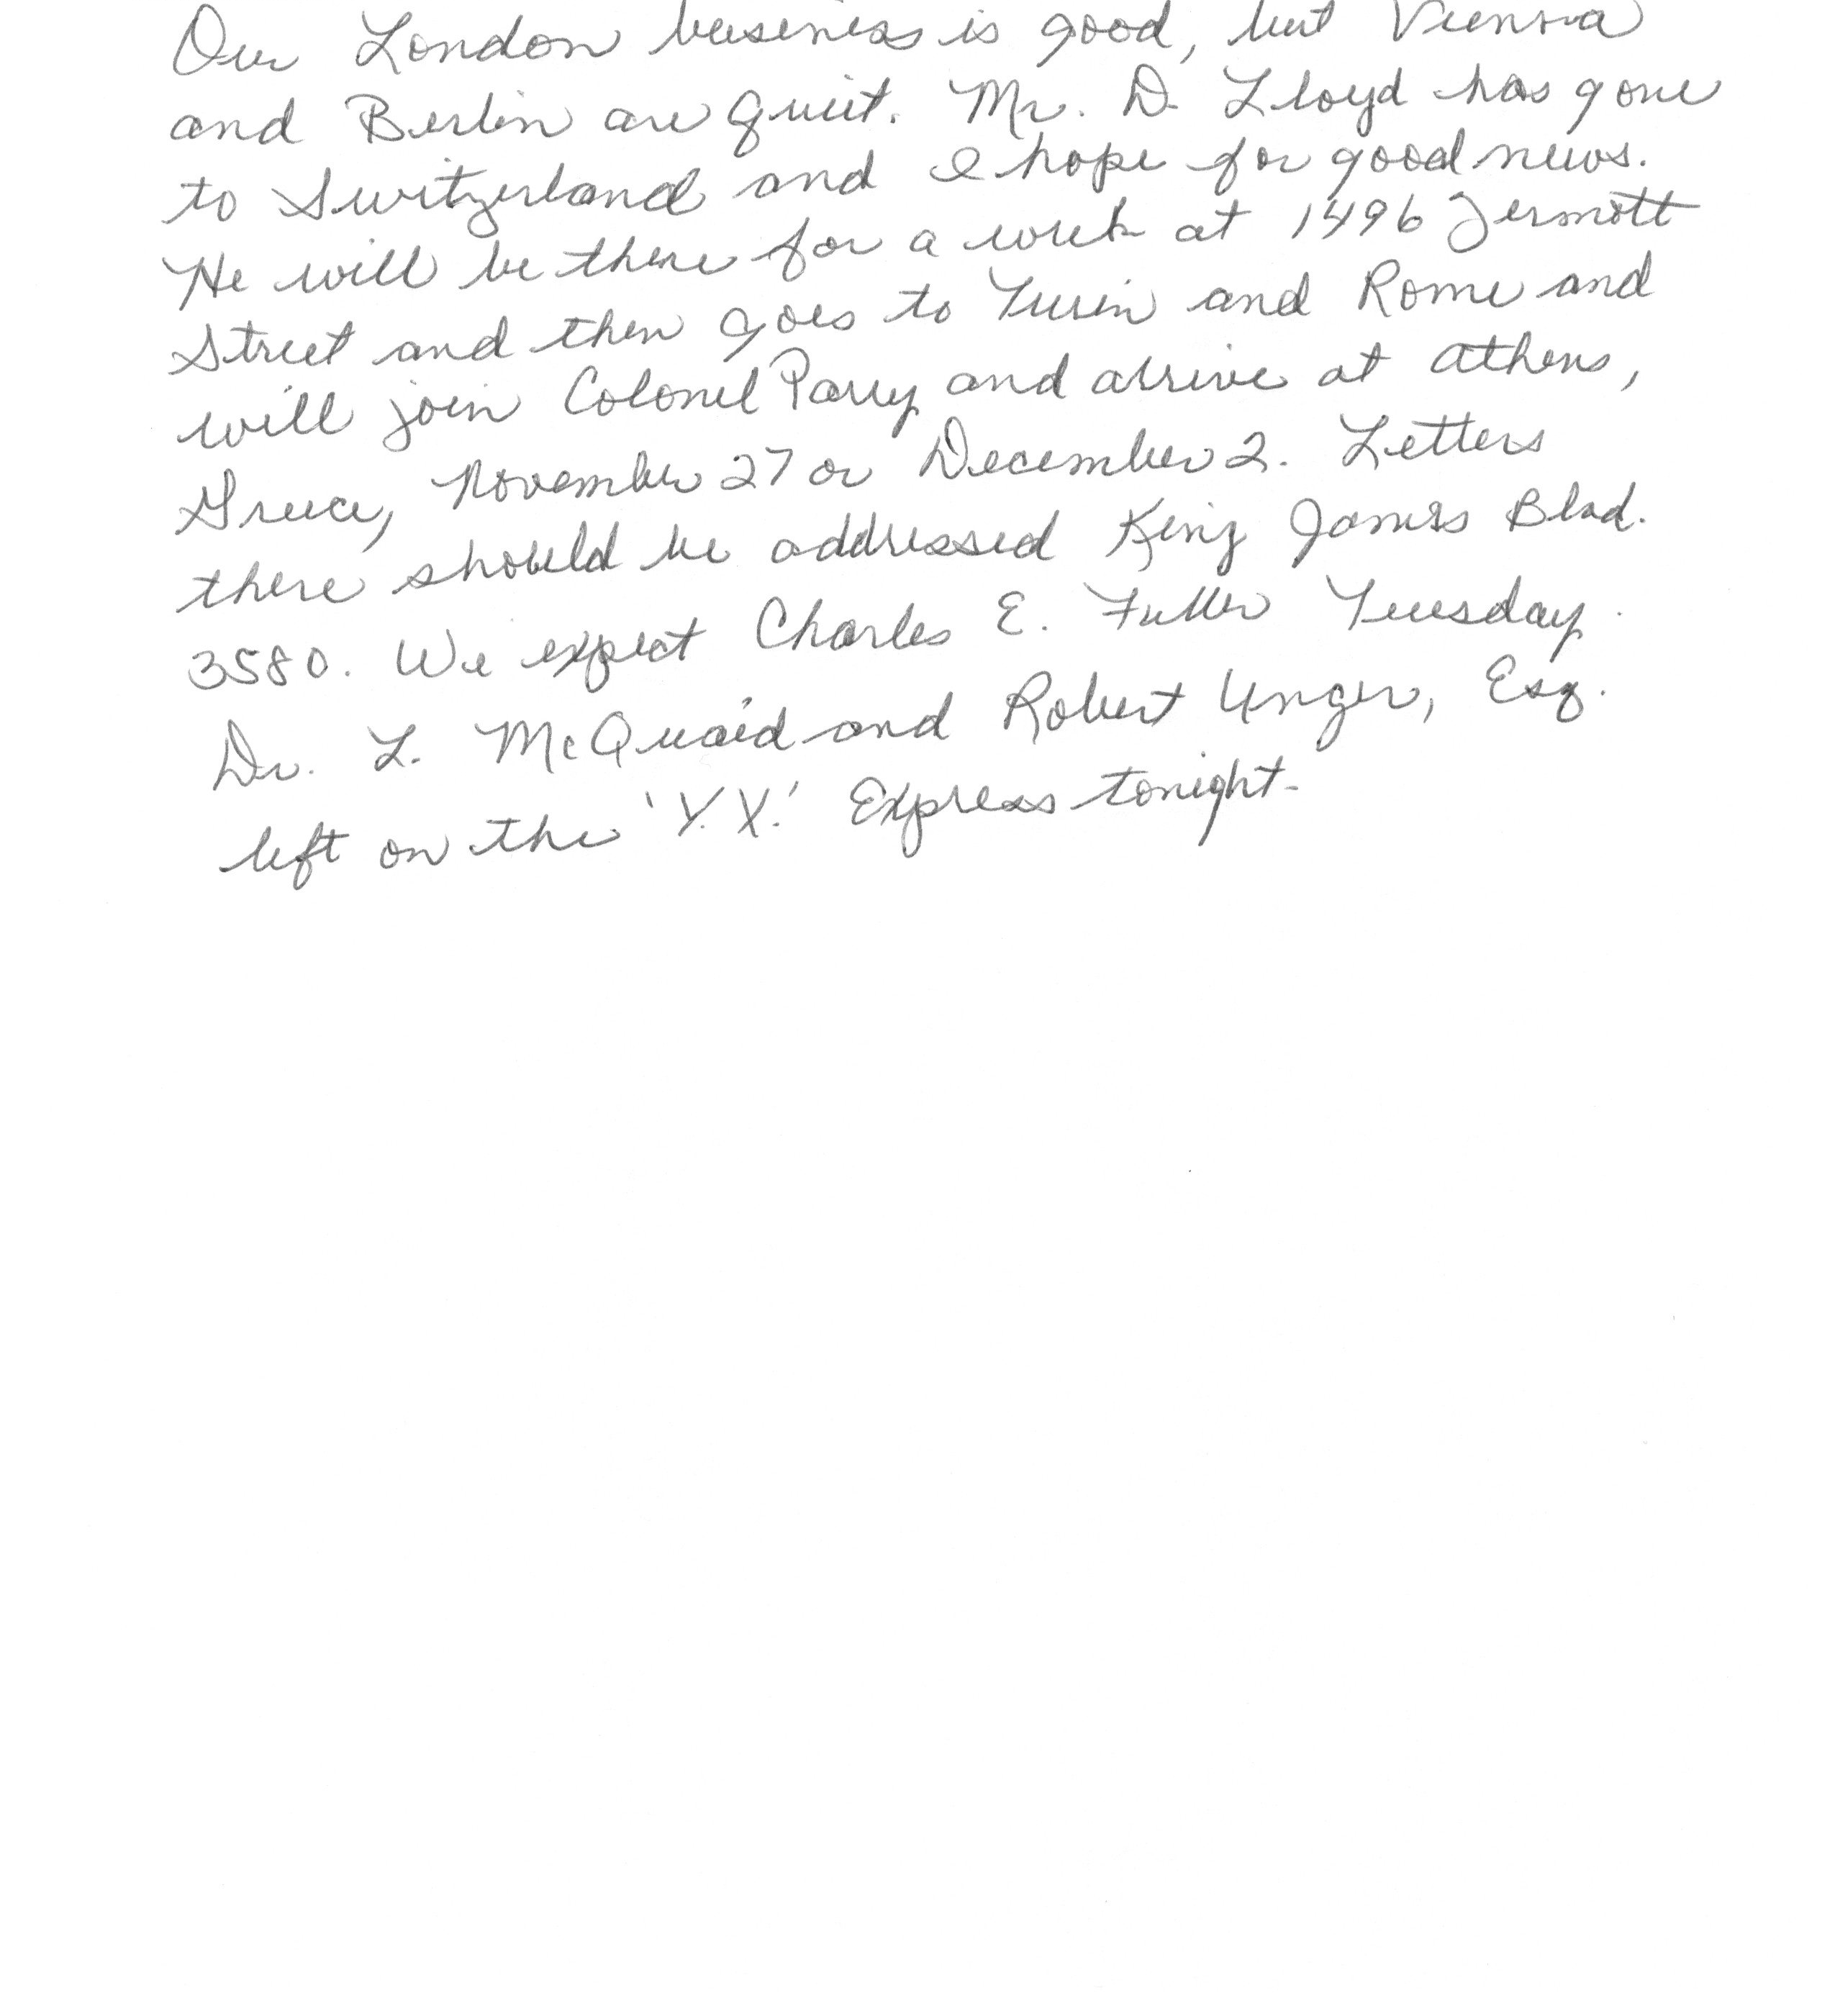 Our London business is good, but Vienna
and Berlin are quiet. Mr. D. Lloyd has gone
to Switzerland and I hope for good news.
He will be there for a week at 1496 Zermott
Street and then goes to Turin and Rome and
will join Colonel Parry and arrive at Athens,
Greece, November 27 or December 2. Letters
there should be addressed King James Blvd.
3580. We expect Charles E. Fuller Tuesday.
Dr. L. McQuaid and Robert Unger, Esq.
left on the 'Y.X.' Express tonight.